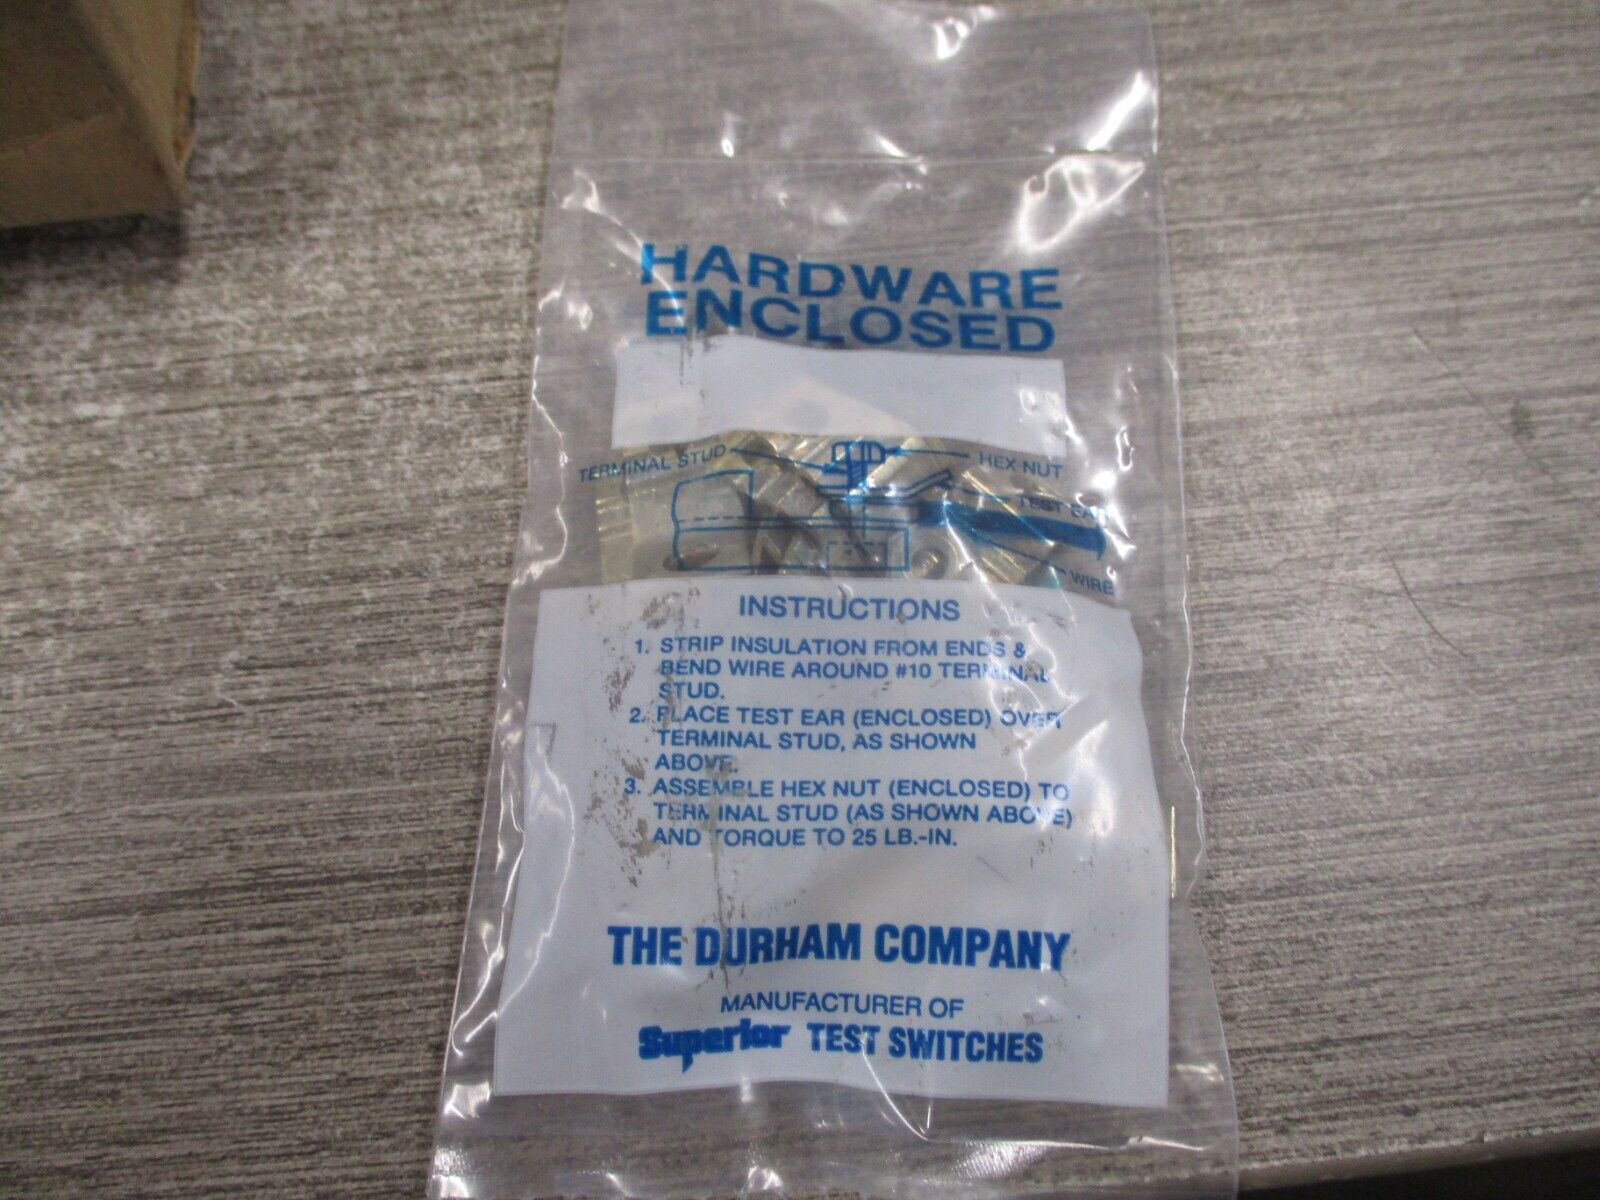 HARDWARE
ENCLOSED
TERMINAL STUD
HEX NUT
TEST EAR
WIRE
INSTRUCTIONS
1. STRIP INSULATION FROM ENDS &
BEND WIRE AROUND #10 TERMINAL
STUD.
2. PLACE TEST EAR (ENCLOSED) OVER
TERMINAL STUD, AS SHOWN
ABOVE.
3. ASSEMBLE HEX NUT (ENCLOSED) TO
TERMINAL STUD (AS SHOWN ABOVE)
AND TORQUE TO 25 LB.-IN.
THE DURHAM COMPANY
MANUFACTURER OF
Superior TEST SWITCHES